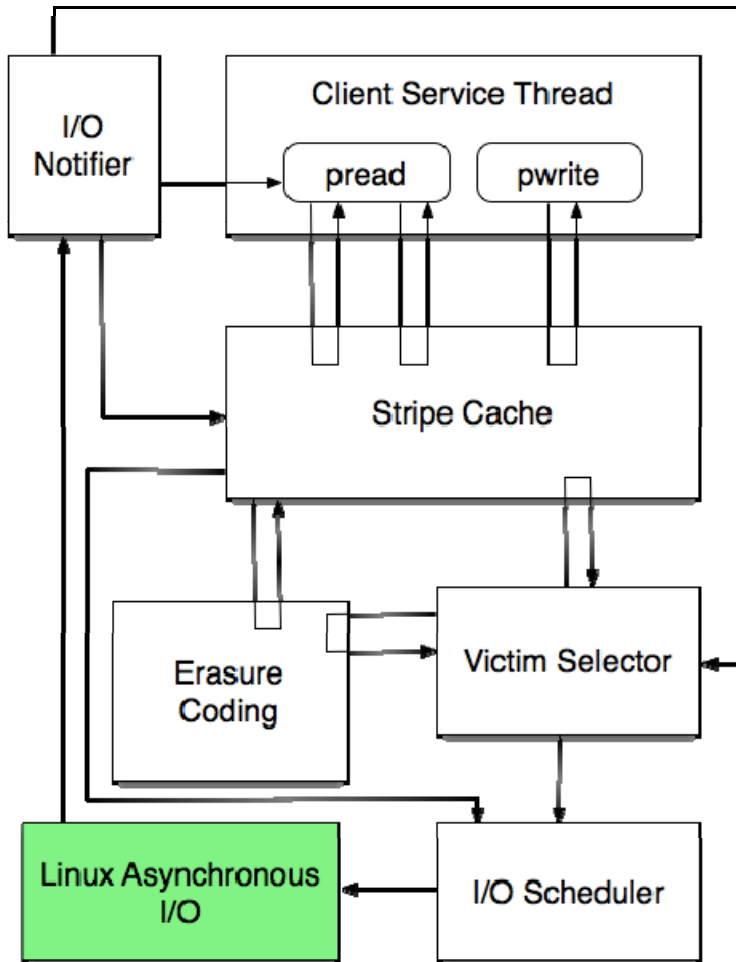 I/O
Notifier
Client Service Thread
pread
pwrite
Stripe Cache
Erasure
Coding
Victim Selector
Linux Asynchronous
I/O
I/O Scheduler